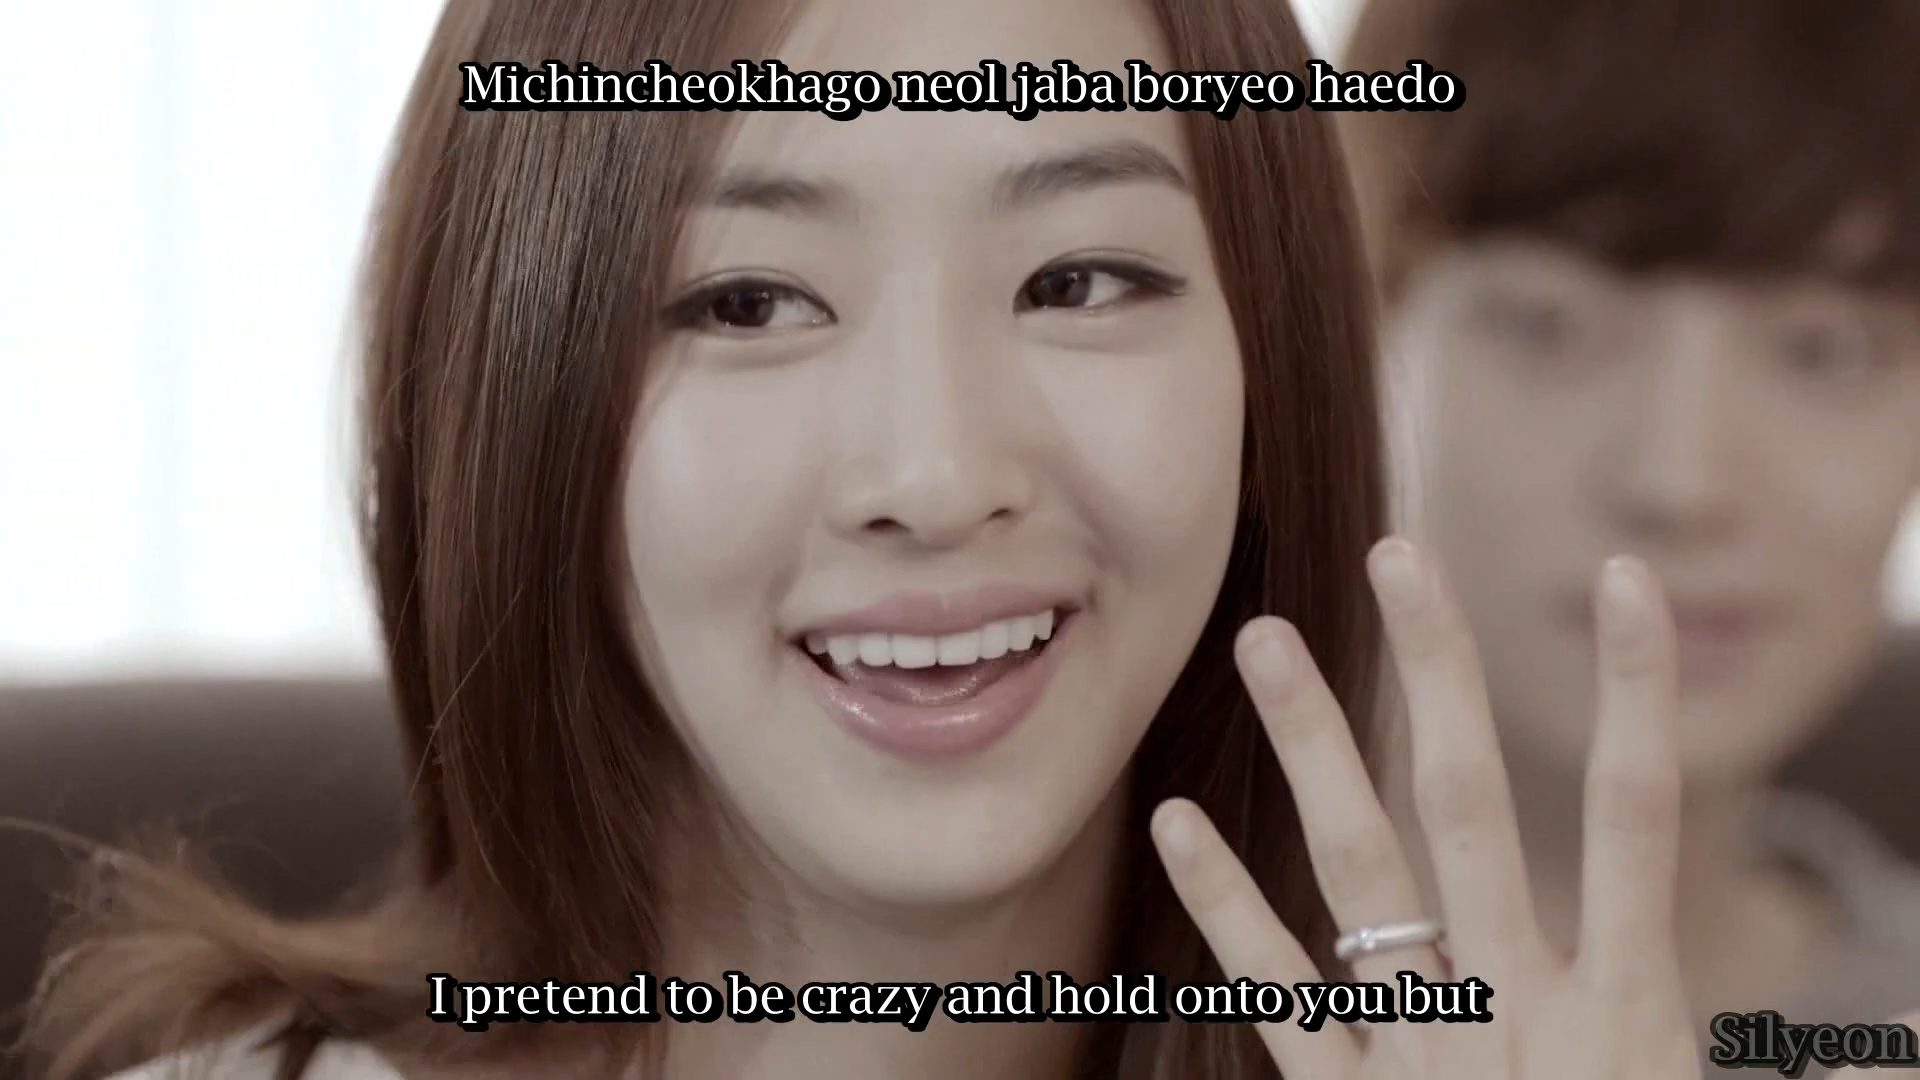 Michincheokhago neol jaba boryeo haedo
I pretend to be crazy and hold onto you but
Silyeon